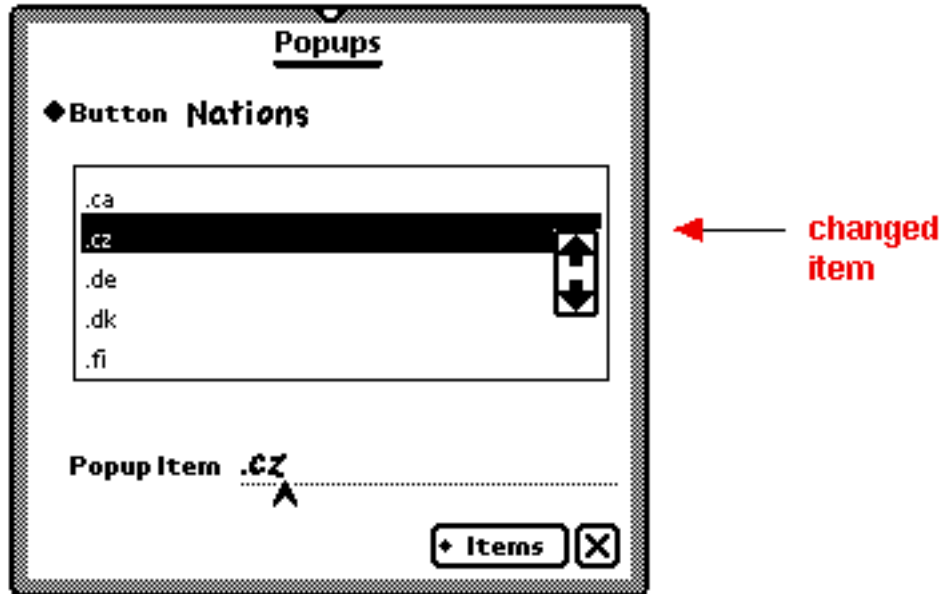 Popups
Button Nations
.ca
.cz
.de
.dk
.fi
changed
item
Popup Item .cz
Items